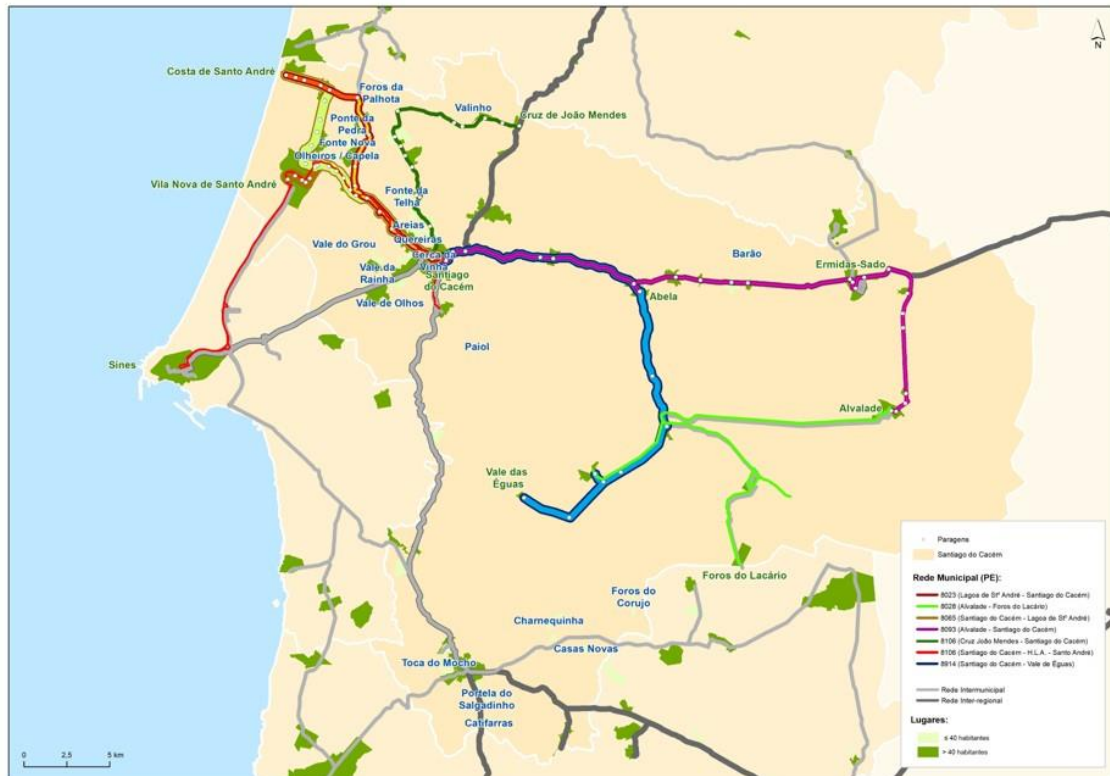 N
Costa de Santo André
Foros da
Palhota
Valinho
Cruz de João Mendes
Ponte da
Pedra
Fonte Nova
Olheiros / Capela
Vila Nova de Santo André
Fonte da
Telha
Areias
Quereiras
Vale do Grou
Cerca da
Vinha
Vale da
Rainha
Santiago
do Cacém
Vale de Olhos
Barão
Ermidas-Sado
Abela
Sines
Paiol
Alvalade
Vale das
Éguas
Foros do Lacário
Foros do
Corujo
Charnequinha
Casas Novas
Toca do Mocho
Portela do
Salgadinho
Catifarras
0 2,5 5 km
Paragens
Santiago do Cacém
Rede Municipal (PE):
8023 (Lagoa de Stº André - Santiago do Cacém)
8028 (Alvalade - Foros do Lacário)
8065 (Santiago do Cacém - Lagoa de Stº André)
8093 (Alvalade - Santiago do Cacém)
8106 (Cruz João Mendes - Santiago do Cacém)
8108 (Santiago do Cacém - H.L.A. - Santo André)
8914 (Santiago do Cacém - Vale de Éguas)
Rede Intermunicipal
Rede Inter-regional
Lugares:
≤ 40 habitantes
> 40 habitantes